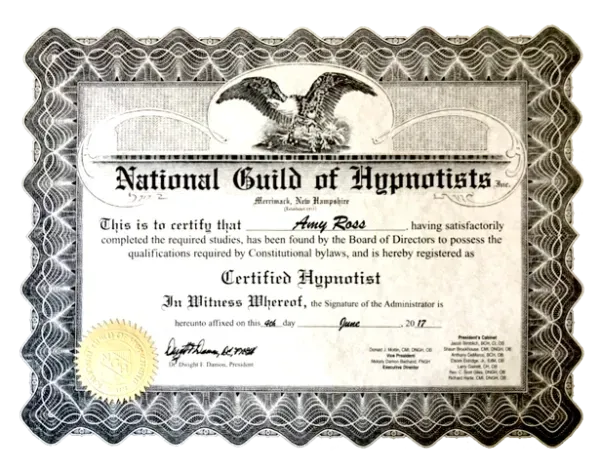 National Guild of Hypnotists, Inc.
Merrimack, New Hampshire
This is to certify that Amy Ross, having satisfactorily
completed the required studies, has been found by the Board of Directors to possess the
qualifications required by Constitutional bylaws, and is hereby registered as
Certified Hypnotist
In Witness Whereof, the Signature of the Administrator is
hereunto affixed on this 4th day June, 2017
Dr. Dwight F. Damon, President
Vice President
Executive Director
President's Cabinet